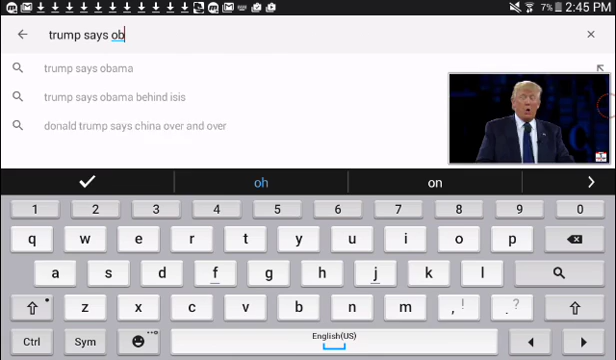 7% 2:45 PM
trump says ob
trump says obama
trump says obama behind isis
donald trump says china over and over
oh on
1 2 3 4 5 6 7 8 9 0
q w e r t y u i o p
a s d f g h j k l
z x c v b n m , ! . ?
Ctrl Sym English(US)